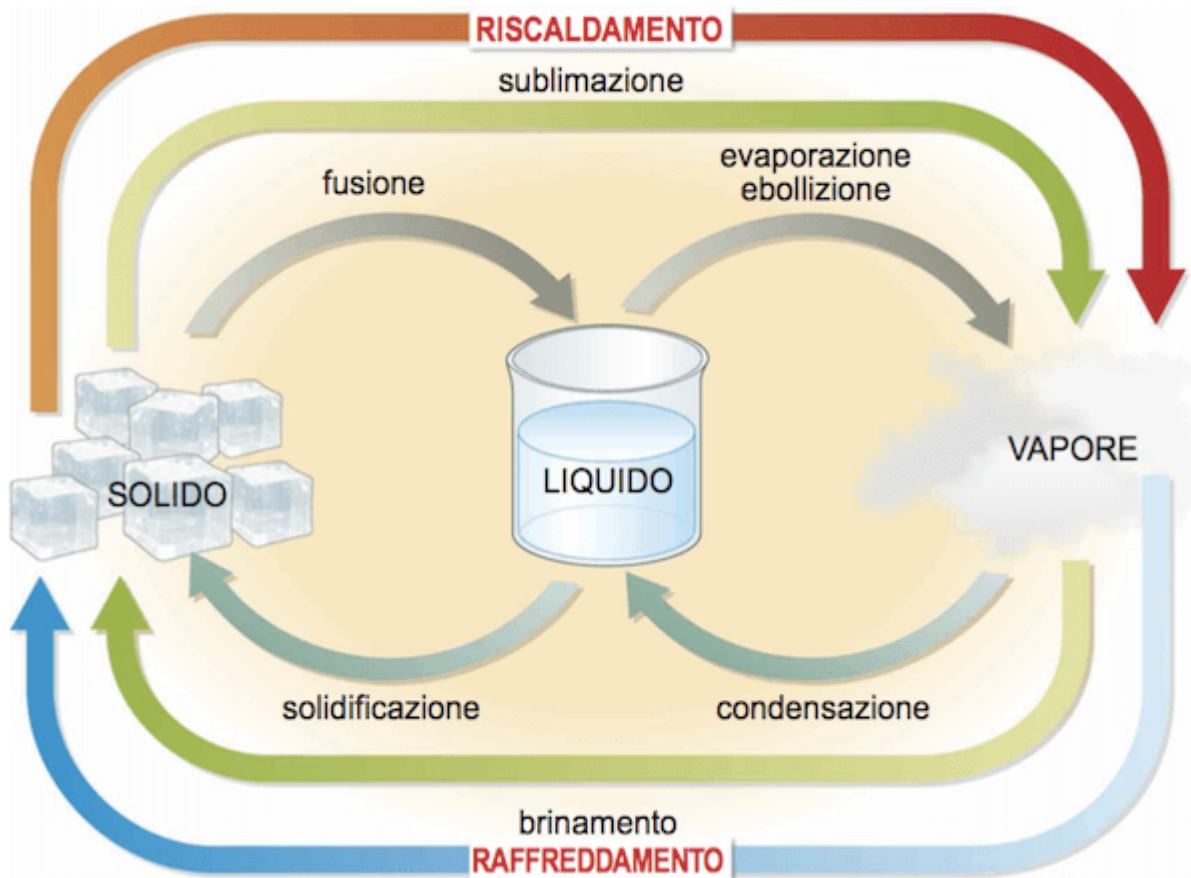 RISCALDAMENTO
sublimazione
fusione
evaporazione
ebollizione
SOLIDO
LIQUIDO
VAPORE
solidificazione
condensazione
brinamento
RAFFREDDAMENTO